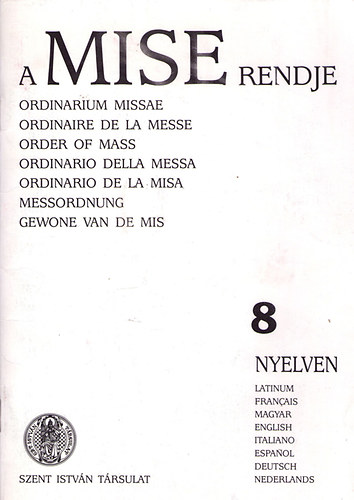 A MISE RENDJE
ORDINARIUM MISSAE
ORDINAIRE DE LA MESSE
ORDER OF MASS
ORDINARIO DELLA MESSA
ORDINARIO DE LA MISA
MESSORDNUNG
GEWONE VAN DE MIS
8
NYELVEN
LATINUM
FRANÇAIS
MAGYAR
ENGLISH
ITALIANO
ESPAÑOL
DEUTSCH
NEDERLANDS
SZENT ISTVÁN TÁRSULAT